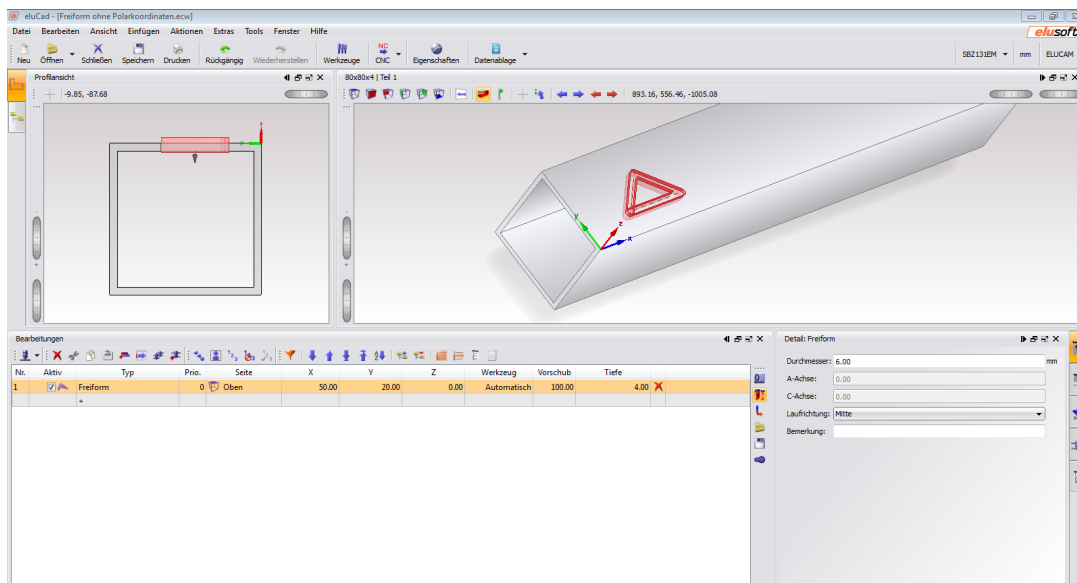 eluCad - [Freiform ohne Polarkoordinaten.ecw]
Datei Bearbeiten Ansicht Einfügen Aktionen Extras Tools Fenster Hilfe
elusoft
Neu Öffnen Schließen Speichern Drucken Rückgängig Wiederherstellen Werkzeuge CNC Eigenschaften Datenablage
NC
SBZ131EM mm ELUCAM
Profilansicht
80x80x4 | Teil 1
-9.85, -87.68
893.16, 556.46, -1005.08
z
y
y
z
x
Bearbeitungen
Nr. Aktiv Typ Prio. Seite X Y Z Werkzeug Vorschub Tiefe
1 Freiform 0 Oben 50.00 20.00 0.00 Automatisch 100.00 4.00
+
Detail: Freiform
Durchmesser: 6.00 mm
A-Achse: 0.00
C-Achse: 0.00
Laufrichtung: Mitte
Bemerkung: